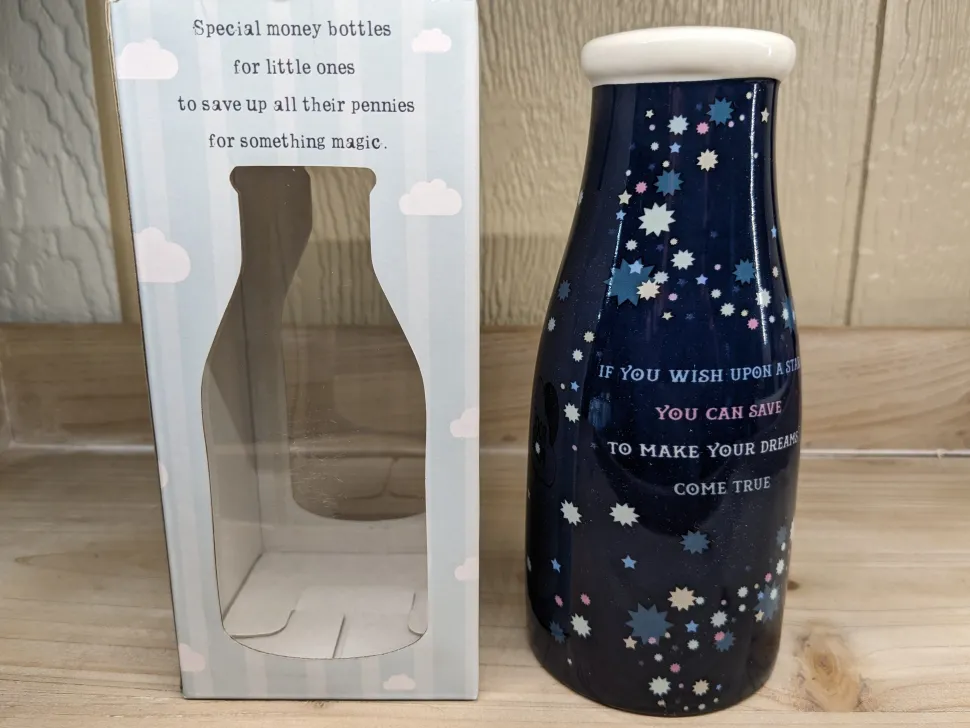 Special money bottles
for little ones
to save up all their pennies
for something magic.
IF YOU WISH UPON A STAR
YOU CAN SAVE
TO MAKE YOUR DREAMS
COME TRUE